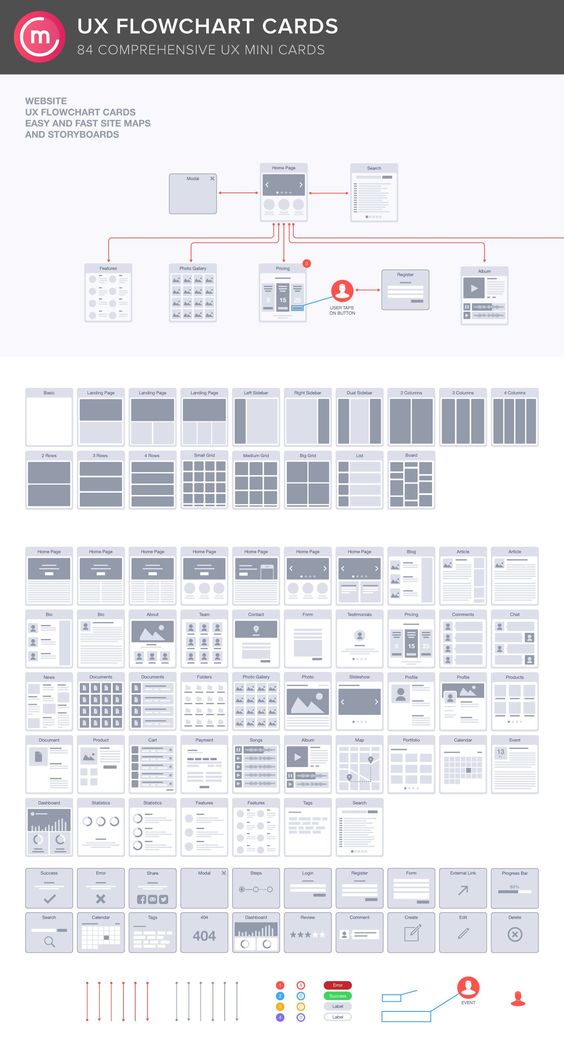 m
UX FLOWCHART CARDS
84 COMPREHENSIVE UX MINI CARDS
WEBSITE
UX FLOWCHART CARDS
EASY AND FAST SITE MAPS
AND STORYBOARDS
Modal
Home Page
Search
Features
Photo Gallery
Pricing
15
USER TAPS
ON BUTTON
Register
Album
Basic
Landing Page
Landing Page
Landing Page
Left Sidebar
Right Sidebar
Dual Sidebar
2 Columns
3 Columns
4 Columns
2 Rows
3 Rows
4 Rows
Small Grid
Medium Grid
Big Grid
List
Board
Home Page
Home Page
Home Page
Home Page
Home Page
Home Page
Home Page
Blog
Article
Article
Bio
Bio
About
Team
Contact
Form
Testimonials
Pricing
15
Comments
Chat
News
Documents
Documents
Folders
Photo Gallery
Photo
Slideshow
Profile
Profile
Products
Document
Product
Cart
Payment
Songs
Album
Map
Portfolio
Calendar
Event
13
Dashboard
Statistics
Statistics
Features
Features
Tags
Search
Success
Error
Share
Modal
Steps
Login
Register
Form
External Link
Progress Bar
Search
Calendar
Tags
404
404
Dashboard
Review
Comment
Create
Edit
Delete
Error
Success
Label
Label
EVENT